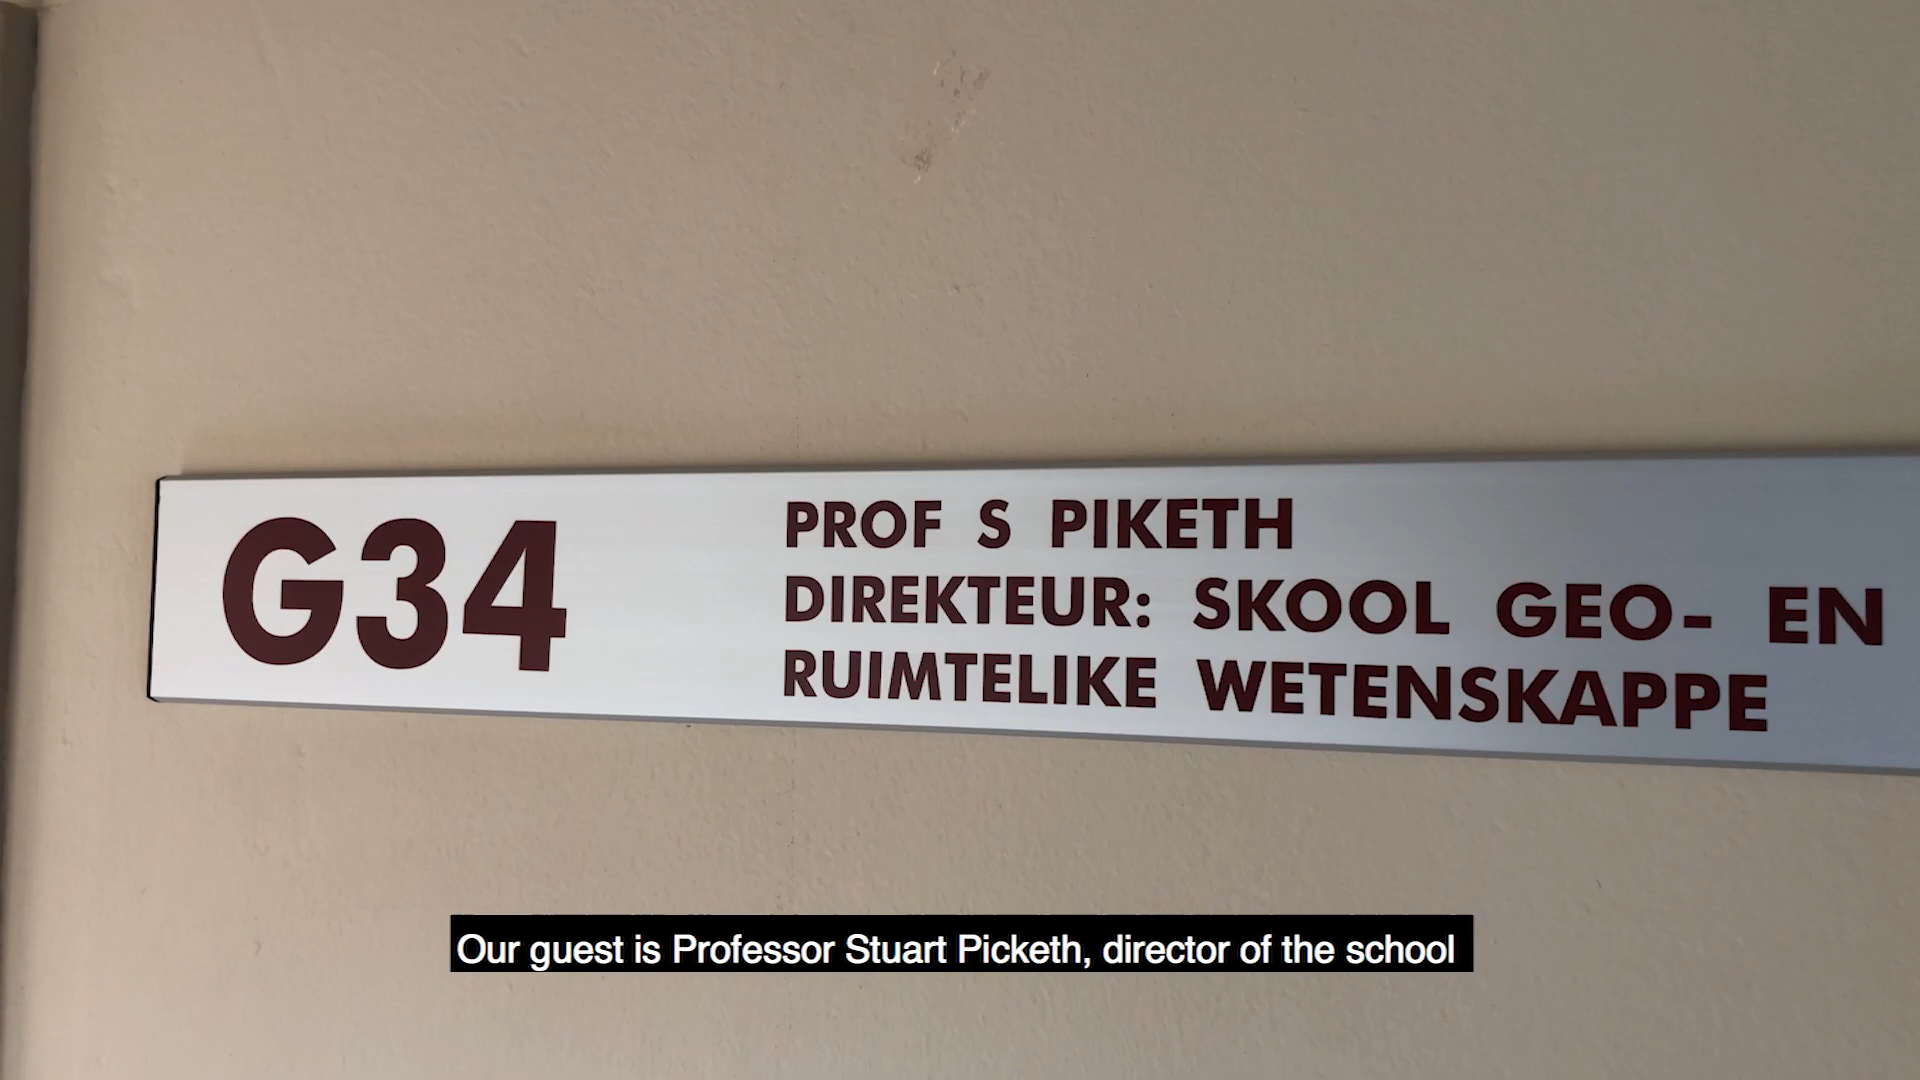 G34
PROF S PIKETH
DIREKTEUR: SKOOL GEO- EN
RUIMTELIKE WETENSKAPPE
Our guest is Professor Stuart Picketh, director of the school